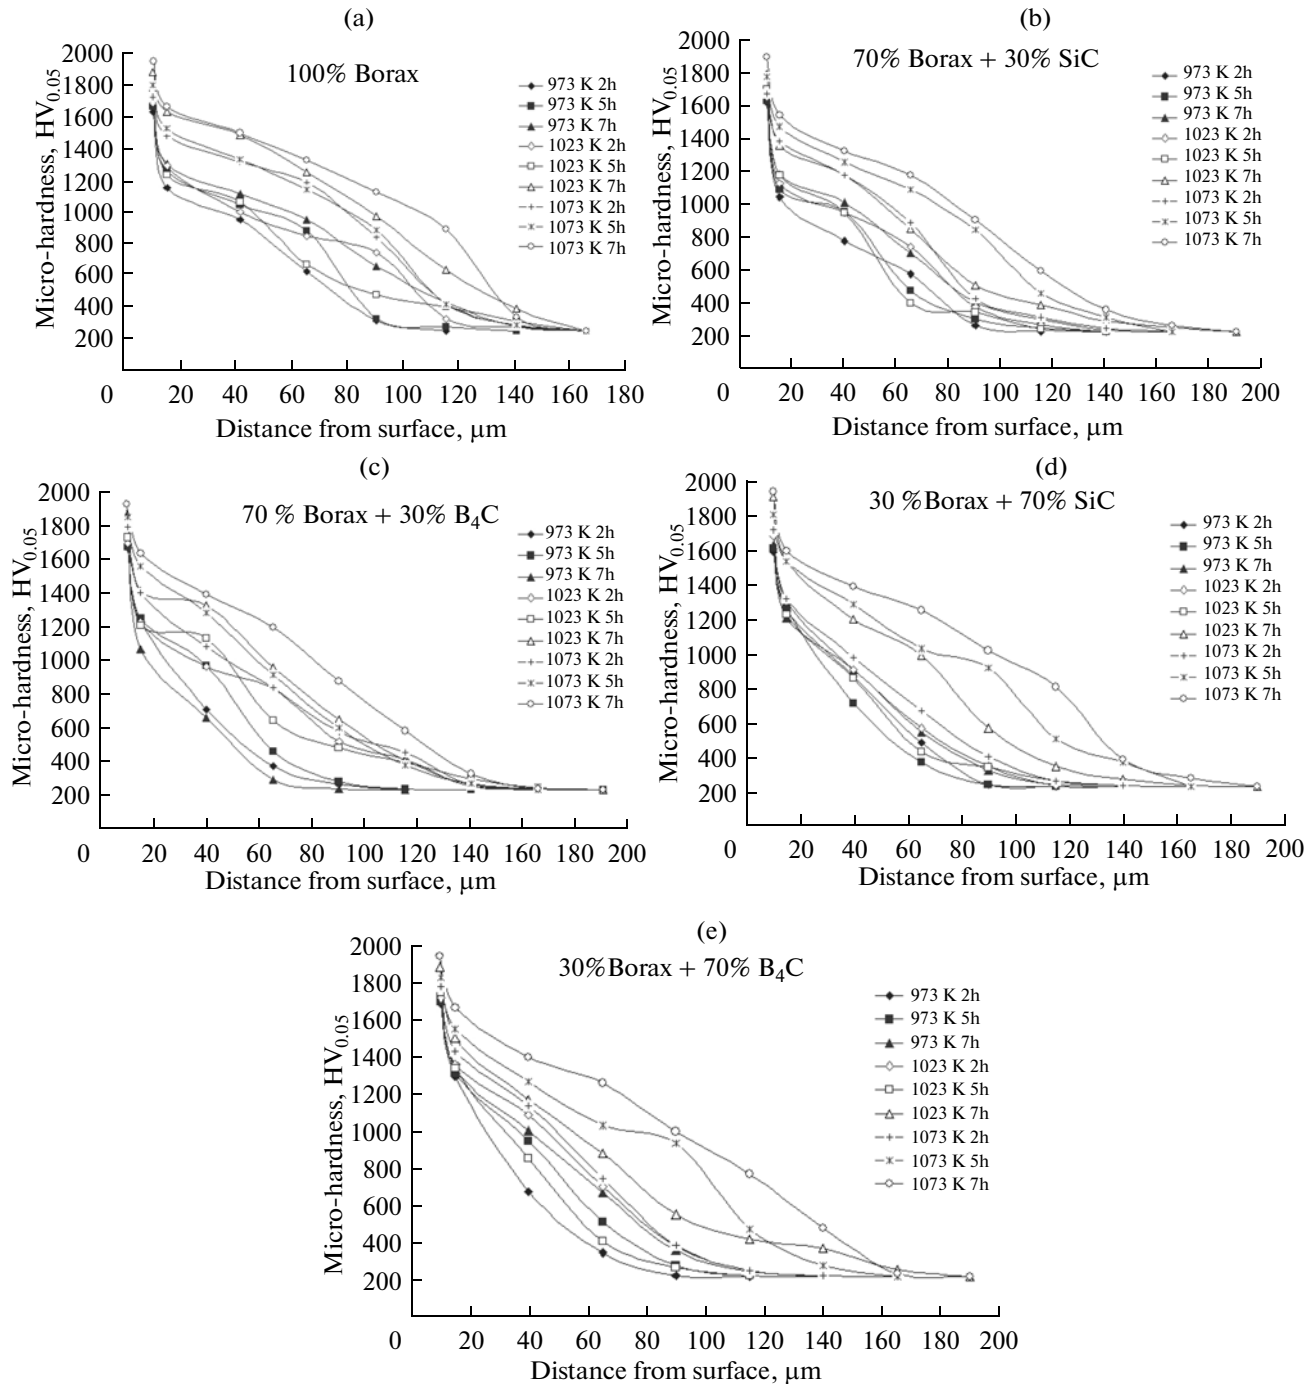 (a)
100% Borax
Micro-hardness, HV0.05
2000
1800
1600
1400
1200
1000
800
600
400
200
0 20 40 60 80 100 120 140 160 180
Distance from surface, μm
973 K 2h
973 K 5h
973 K 7h
1023 K 2h
1023 K 5h
1023 K 7h
1073 K 2h
1073 K 5h
1073 K 7h
(b)
70% Borax + 30% SiC
Micro-hardness, HV0.05
2000
1800
1600
1400
1200
1000
800
600
400
200
0 20 40 60 80 100 120 140 160 180 200
Distance from surface, μm
973 K 2h
973 K 5h
973 K 7h
1023 K 2h
1023 K 5h
1023 K 7h
1073 K 2h
1073 K 5h
1073 K 7h
(c)
70 % Borax + 30% B4C
Micro-hardness, HV0.05
2000
1800
1600
1400
1200
1000
800
600
400
200
0 20 40 60 80 100 120 140 160 180 200
Distance from surface, μm
973 K 2h
973 K 5h
973 K 7h
1023 K 2h
1023 K 5h
1023 K 7h
1073 K 2h
1073 K 5h
1073 K 7h
(d)
30 %Borax + 70% SiC
Micro-hardness, HV0.05
2000
1800
1600
1400
1200
1000
800
600
400
200
0 20 40 60 80 100 120 140 160 180 200
Distance from surface, μm
973 K 2h
973 K 5h
973 K 7h
1023 K 2h
1023 K 5h
1023 K 7h
1073 K 2h
1073 K 5h
1073 K 7h
(e)
30%Borax + 70% B4C
Micro-hardness, HV0.05
2000
1800
1600
1400
1200
1000
800
600
400
200
0 20 40 60 80 100 120 140 160 180 200
Distance from surface, μm
973 K 2h
973 K 5h
973 K 7h
1023 K 2h
1023 K 5h
1023 K 7h
1073 K 2h
1073 K 5h
1073 K 7h